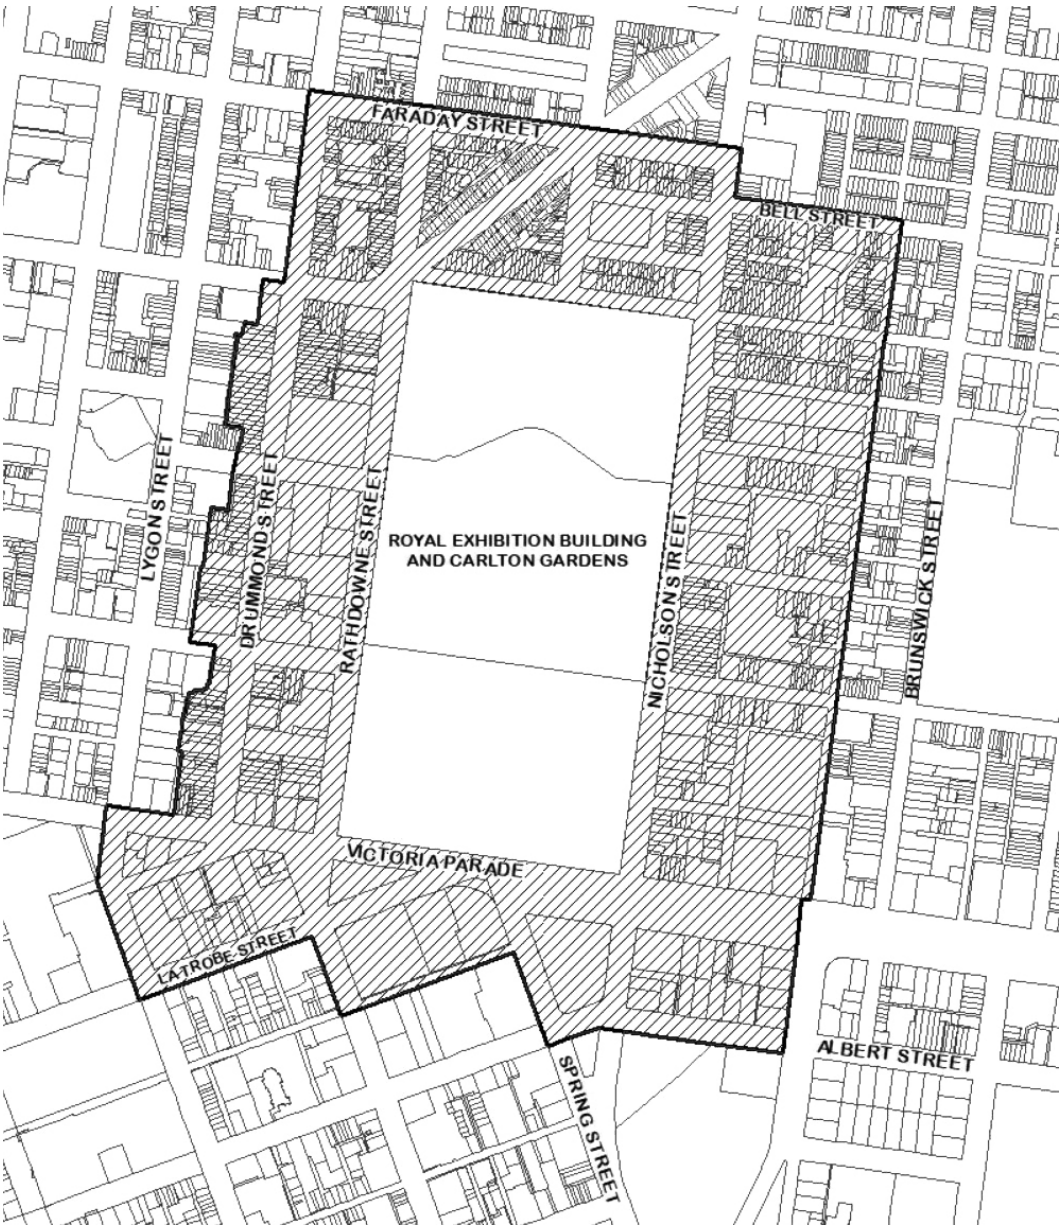 FARADAY STREET
BELL STREET
LYGON STREET
DRUMMOND STREET
RATHDOWNE STREET
ROYAL EXHIBITION BUILDING
AND CARLTON GARDENS
NICHOLSON STREET
BRUNSWICK STREET
VICTORIA PARADE
LATROBE STREET
SPRING STREET
ALBERT STREET